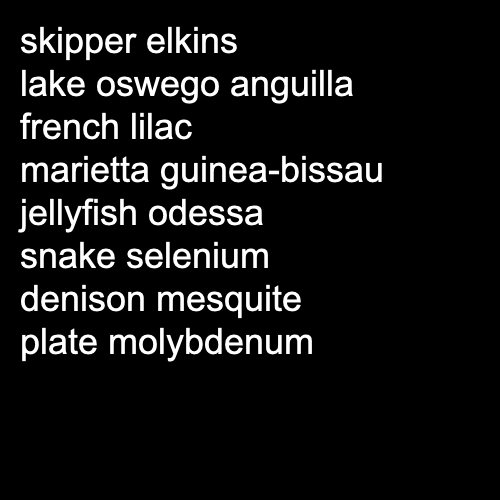 skipper elkins
lake oswego anguilla
french lilac
marietta guinea-bissau
jellyfish odessa
snake selenium
denison mesquite
plate molybdenum